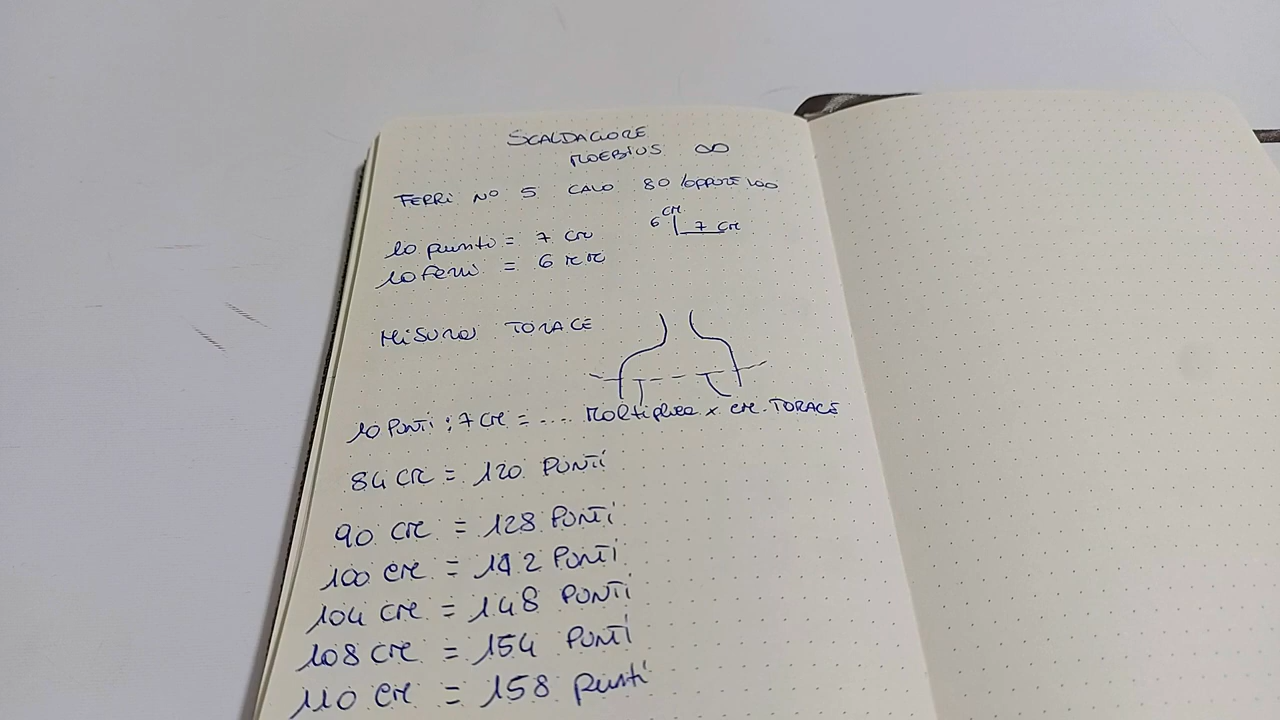 SCALDACUORE
MOEBIUS ∞
FERRI N° 5 CAVO 80 / OPPURE 100
10 punti = 7 cm
6 cm 7 cm
10 ferri = 6 cm
MISURA TORACE
10 PUNTI : 7 CM = .... MOLTIPLICA x CM. TORACE
84 CM = 120 PUNTI
90 CM = 128 PUNTI
100 CM = 142 PUNTI
104 CM = 148 PUNTI
108 CM = 154 PUNTI
110 CM = 158 punti